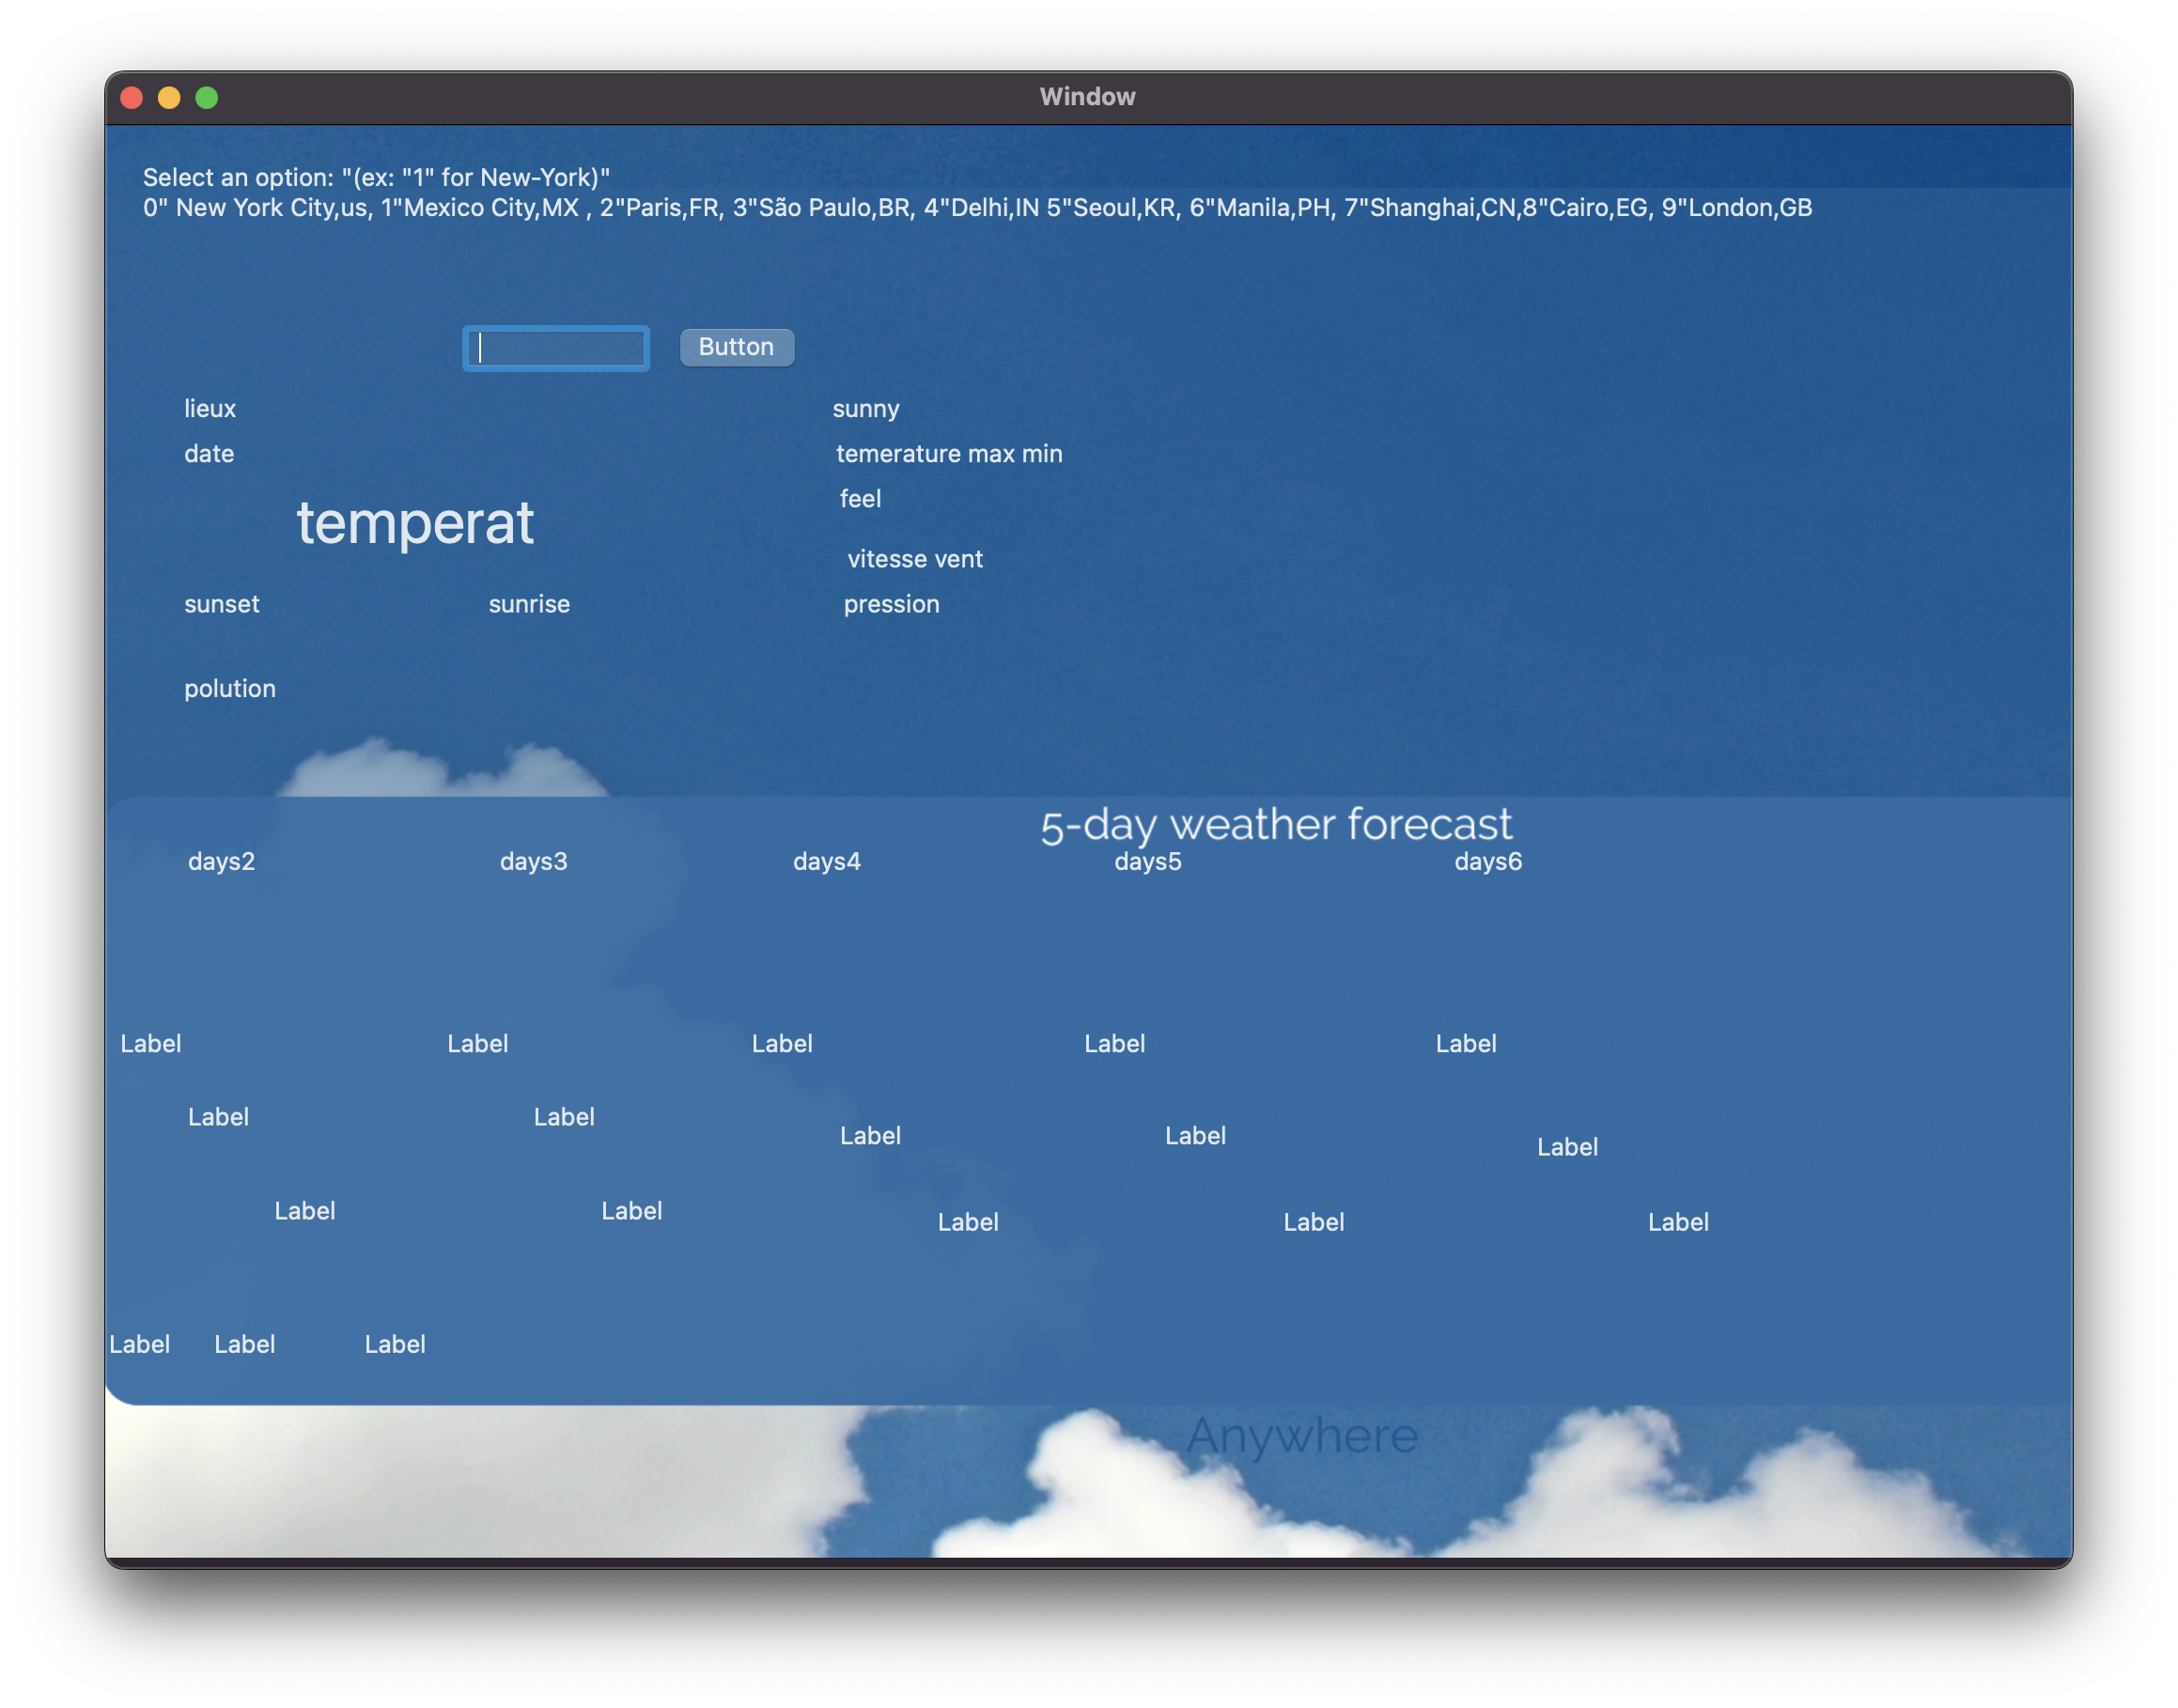 Window
Select an option: "(ex: "1" for New-York)"
0" New York City,us, 1"Mexico City,MX , 2"Paris,FR, 3"São Paulo,BR, 4"Delhi,IN 5"Seoul,KR, 6"Manila,PH, 7"Shanghai,CN,8"Cairo,EG, 9"London,GB
Button
lieux sunny
date temerature max min
feel
temperat
vitesse vent
sunset sunrise pression
polution
5-day weather forecast
days2 days3 days4 days5 days6
Label Label Label Label Label
Label Label Label Label Label
Label Label Label Label Label
Label Label Label
Anywhere